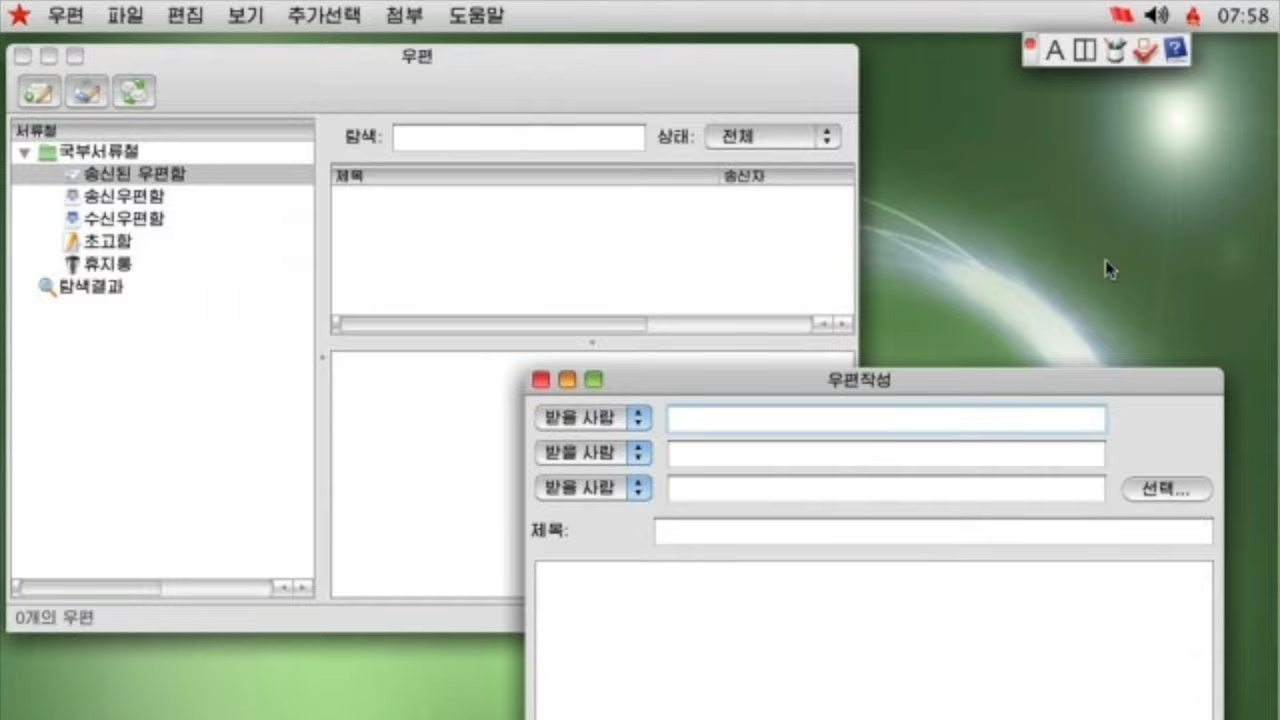 우편 파일 편집 보기 추가선택 첨부 도움말 07:58
A
우편
서류철
국부서류철
송신된 우편함
송신우편함
수신우편함
초고함
휴지통
탐색결과
탐색: 상태: 전체
제목 송신자
0개의 우편
우편작성
받을 사람
받을 사람
받을 사람 선택...
제목: